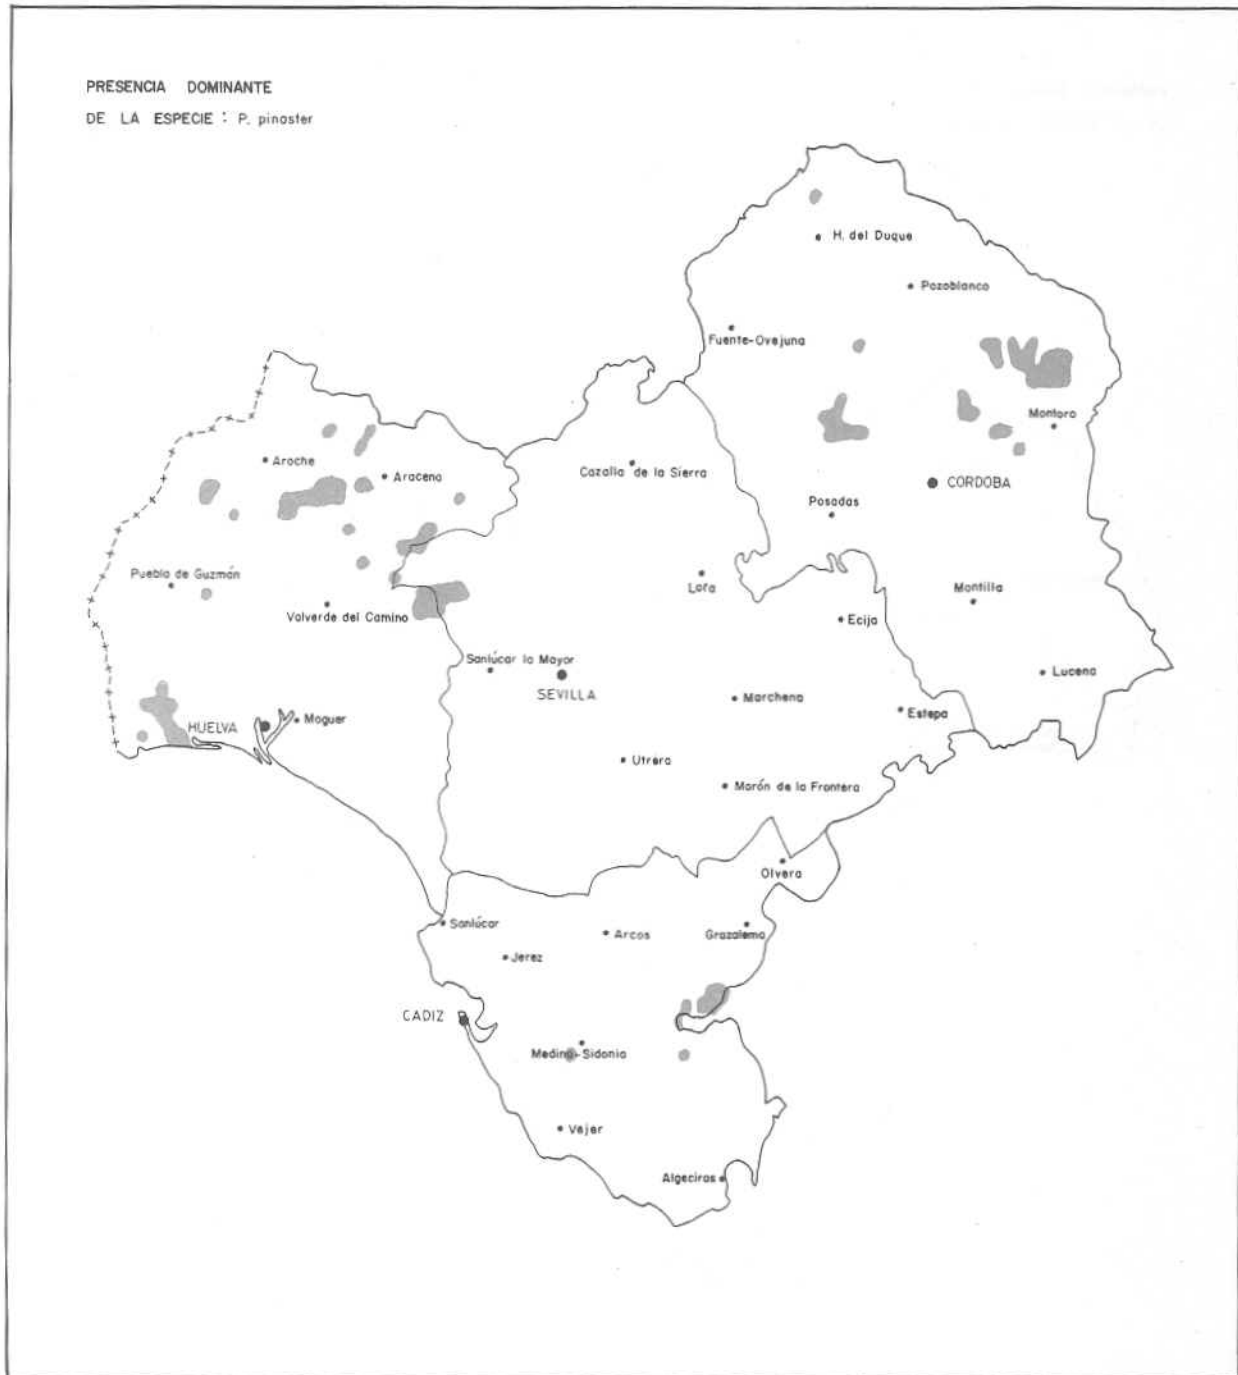 PRESENCIA DOMINANTE
DE LA ESPECIE : P. pinaster
H. del Duque
Pozoblanco
Fuente-Ovejuna
Montoro
Aroche
Aracena
Cazalla de la Sierra
CORDOBA
Posadas
Puebla de Guzmán
Lora
Montilla
Valverde del Camino
Ecija
Sanlúcar la Mayor
SEVILLA
Lucena
Marchena
Estepa
HUELVA
Moguer
Utrera
Morón de la Frontera
Olvera
Sanlúcar
Arcos
Grazalema
Jerez
CADIZ
Medina-Sidonia
Vejer
Algeciras